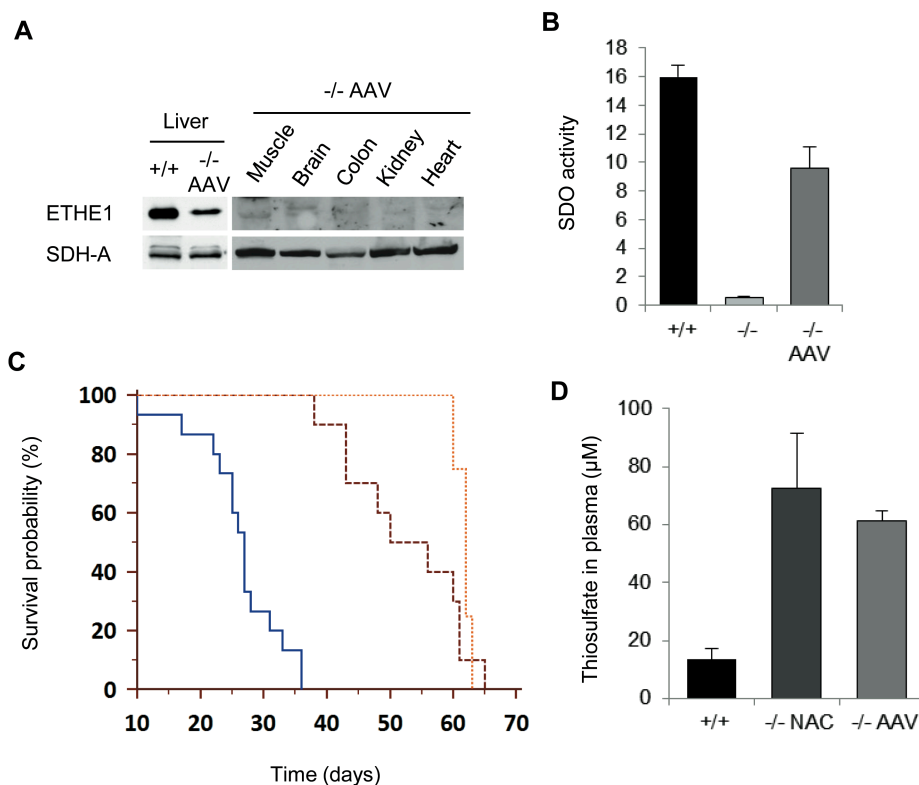 A
-/- AAV
Liver
+/+
-/-
AAV
Muscle
Brain
Colon
Kidney
Heart
ETHE1
SDH-A
B
SDO activity
18
16
14
12
10
8
6
4
2
0
+/+
-/-
-/-
AAV
C
Survival probability (%)
100
80
60
40
20
0
10 20 30 40 50 60 70
Time (days)
D
Thiosulfate in plasma (µM)
100
80
60
40
20
0
+/+ -/- NAC -/- AAV